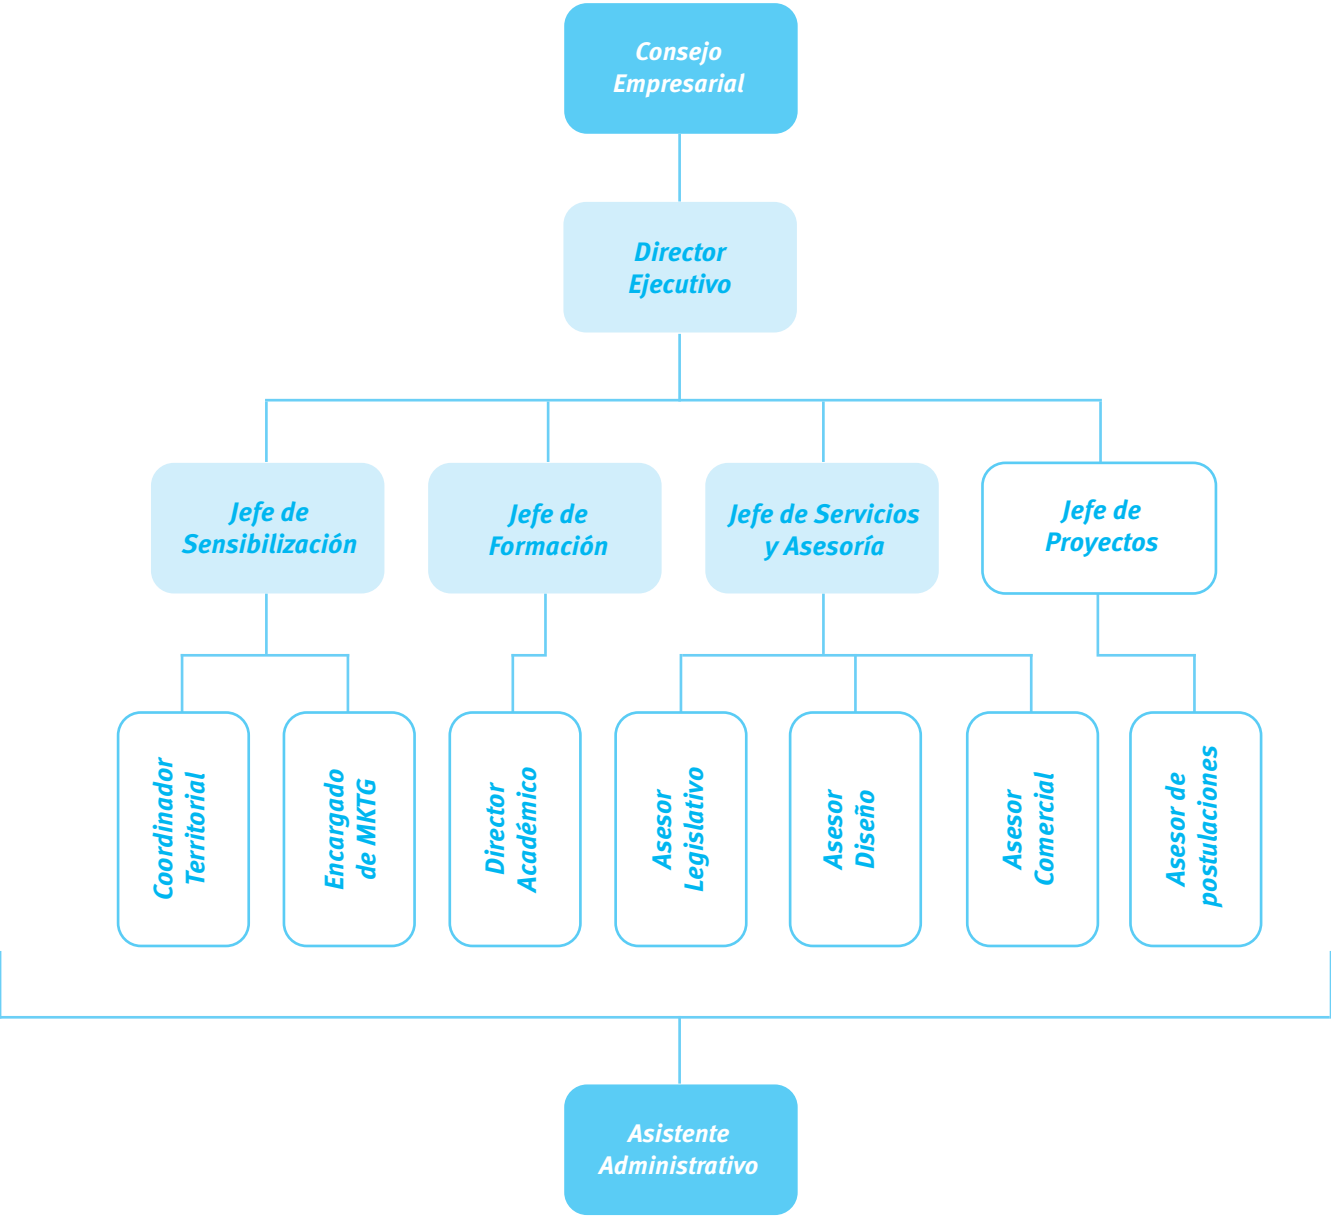 Consejo
Empresarial
Director
Ejecutivo
Jefe de
Sensibilización
Jefe de
Formación
Jefe de Servicios
y Asesoría
Jefe de
Proyectos
Coordinador
Territorial
Encargado
de MKTG
Director
Académico
Asesor
Legislativo
Asesor
Diseño
Asesor
Comercial
Asesor de
postulaciones
Asistente
Administrativo